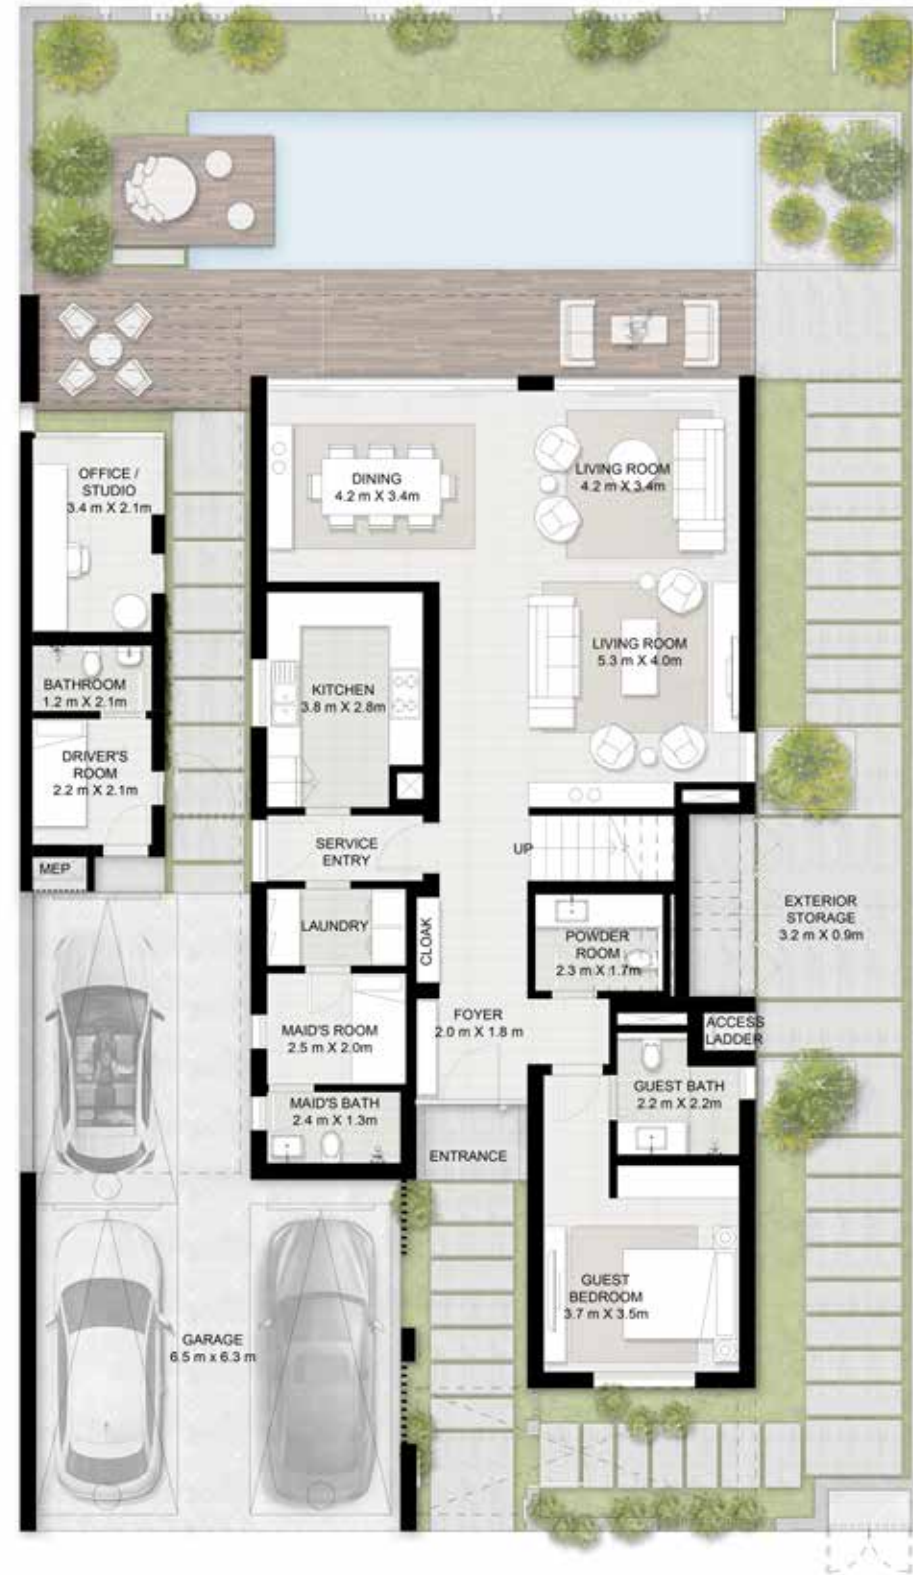 OFFICE /
STUDIO
3.4 m X 2.1m
DINING
4.2 m X 3.4m
LIVING ROOM
4.2 m X 3.4m
BATHROOM
1.2 m X 2.1m
KITCHEN
3.8 m X 2.8m
LIVING ROOM
5.3 m X 4.0m
DRIVER'S
ROOM
2.2 m X 2.1m
MEP
SERVICE
ENTRY
UP
LAUNDRY
CLOAK
POWDER
ROOM
2.3 m X 1.7m
EXTERIOR
STORAGE
3.2 m X 0.9m
MAID'S ROOM
2.5 m X 2.0m
FOYER
2.0 m X 1.8 m
ACCESS
LADDER
MAID'S BATH
2.4 m X 1.3m
GUEST BATH
2.2 m X 2.2m
ENTRANCE
GUEST
BEDROOM
3.7 m X 3.5m
GARAGE
6.5 m x 6.3 m